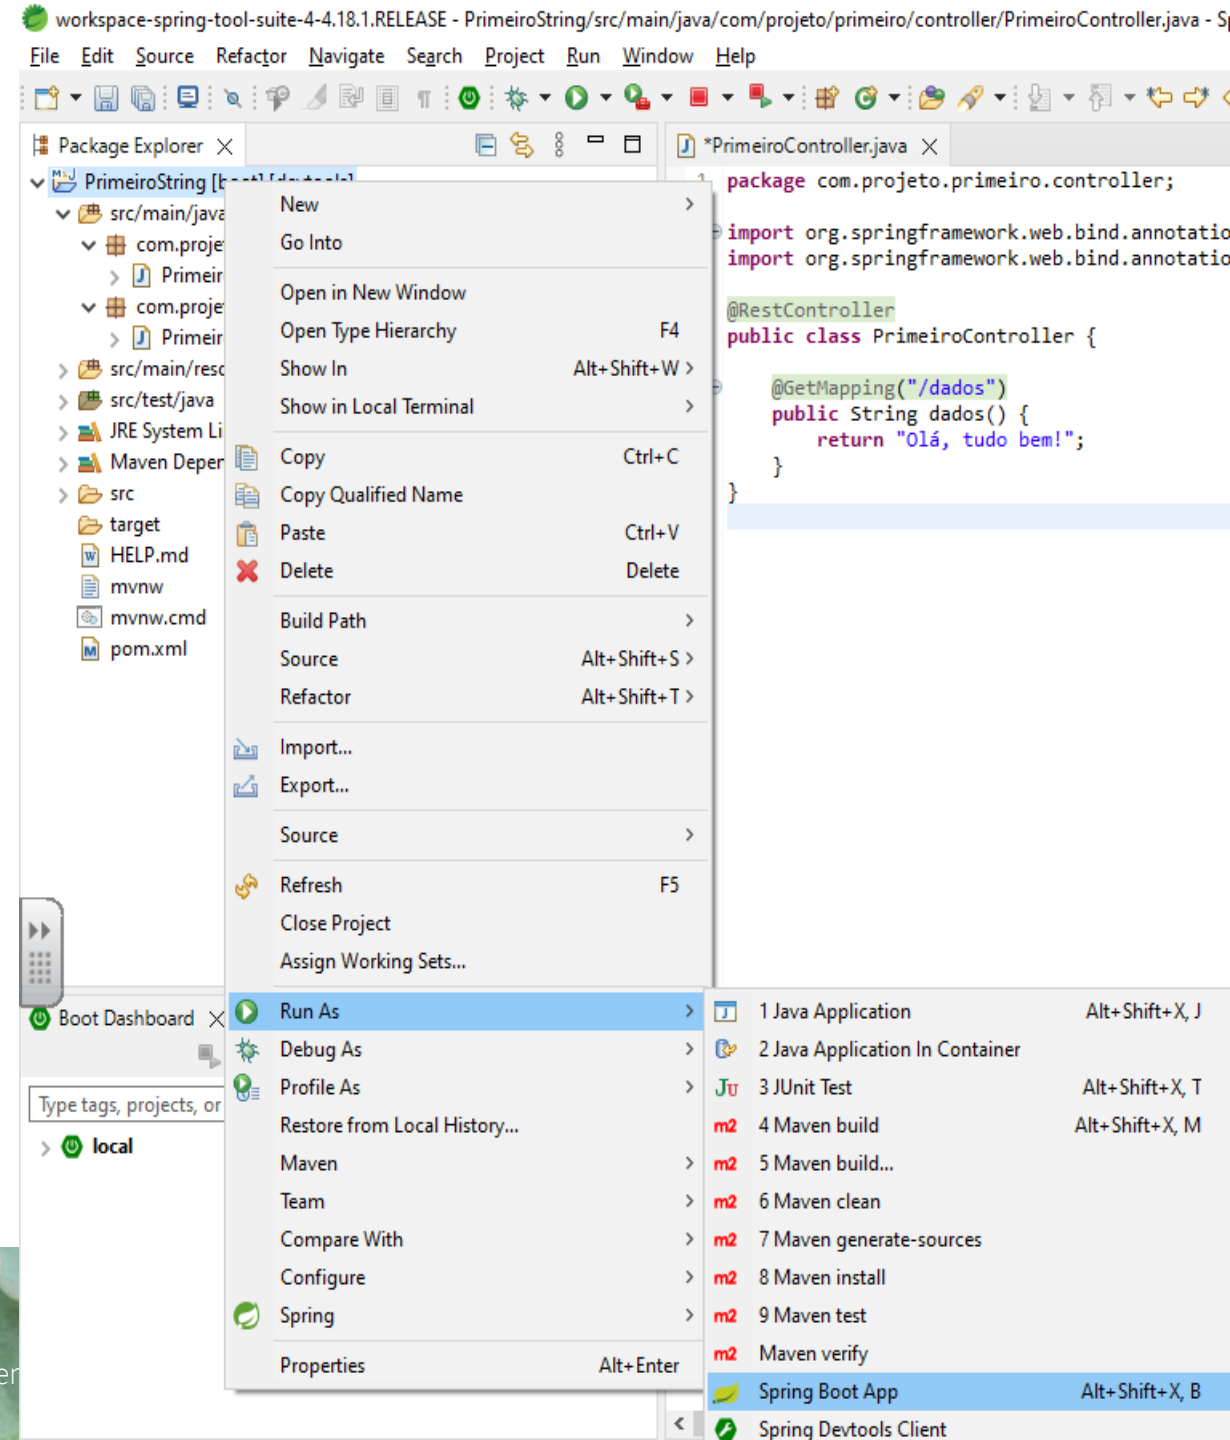 workspace-spring-tool-suite-4-4.18.1.RELEASE - PrimeiroString/src/main/java/com/projeto/primeiro/controller/PrimeiroController.java - Sp
File Edit Source Refactor Navigate Search Project Run Window Help
Package Explorer
*PrimeiroController.java
PrimeiroString [boot] [devtools]
src/main/java
com.proje
Primeir
com.proje
Primeir
src/main/reso
src/test/java
JRE System Li
Maven Deper
src
target
HELP.md
mvnw
mvnw.cmd
pom.xml
New
Go Into
Open in New Window
Open Type Hierarchy F4
Show In Alt+Shift+W >
Show in Local Terminal
Copy Ctrl+C
Copy Qualified Name
Paste Ctrl+V
Delete Delete
Build Path
Source Alt+Shift+S >
Refactor Alt+Shift+T >
Import...
Export...
Source
Refresh F5
Close Project
Assign Working Sets...
Run As
Debug As
Profile As
Restore from Local History...
Maven
Team
Compare With
Configure
Spring
Properties Alt+Enter
1 package com.projeto.primeiro.controller;
import org.springframework.web.bind.annotatio
import org.springframework.web.bind.annotatio
@RestController
public class PrimeiroController {
@GetMapping("/dados")
public String dados() {
return "Olá, tudo bem!";
}
}
Boot Dashboard
Type tags, projects, or
local
1 Java Application Alt+Shift+X, J
2 Java Application In Container
3 JUnit Test Alt+Shift+X, T
4 Maven build Alt+Shift+X, M
5 Maven build...
6 Maven clean
7 Maven generate-sources
8 Maven install
9 Maven test
Maven verify
Spring Boot App Alt+Shift+X, B
Spring Devtools Client
er